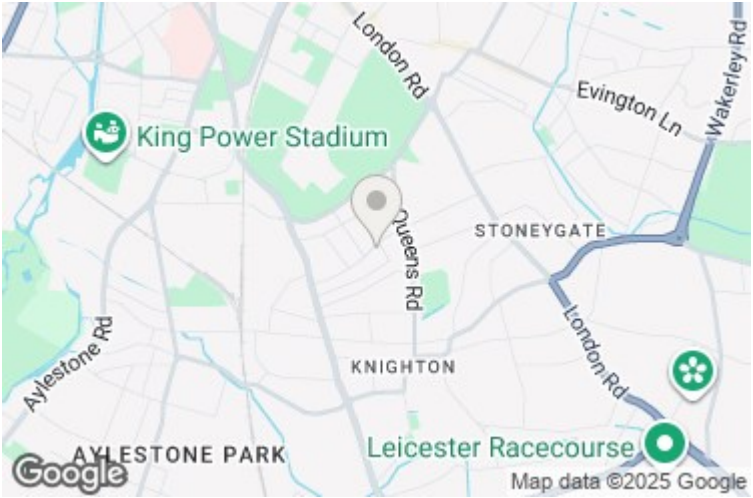 London Rd
Wakerley Rd
Evington Ln
King Power Stadium
Queens Rd
STONEYGATE
London Rd
Aylestone Rd
KNIGHTON
AYLESTONE PARK
Leicester Racecourse
Google
Map data ©2025 Google